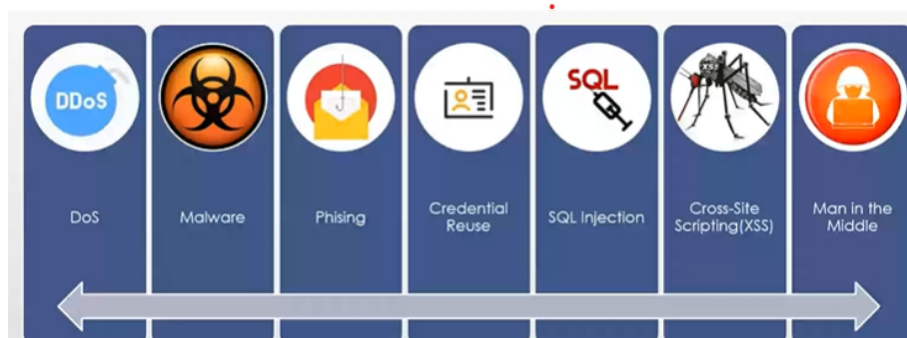 DDoS
SQL
XSS
DoS
Malware
Phising
Credential
Reuse
SQL Injection
Cross-Site
Scripting(XSS)
Man in the
Middle